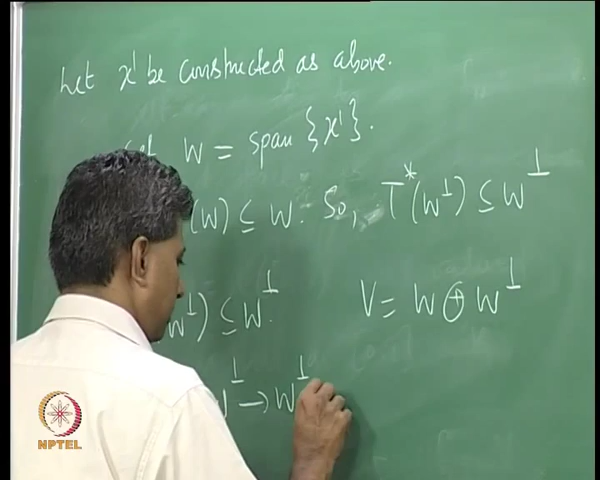 Let x¹ be constructed as above.
W = span {x¹}.
(W) ⊆ W. So, T*(W⊥) ⊆ W⊥
W⊥) ⊆ W⊥. V = W ⊕ W⊥
⊥ → W⊥
NPTEL